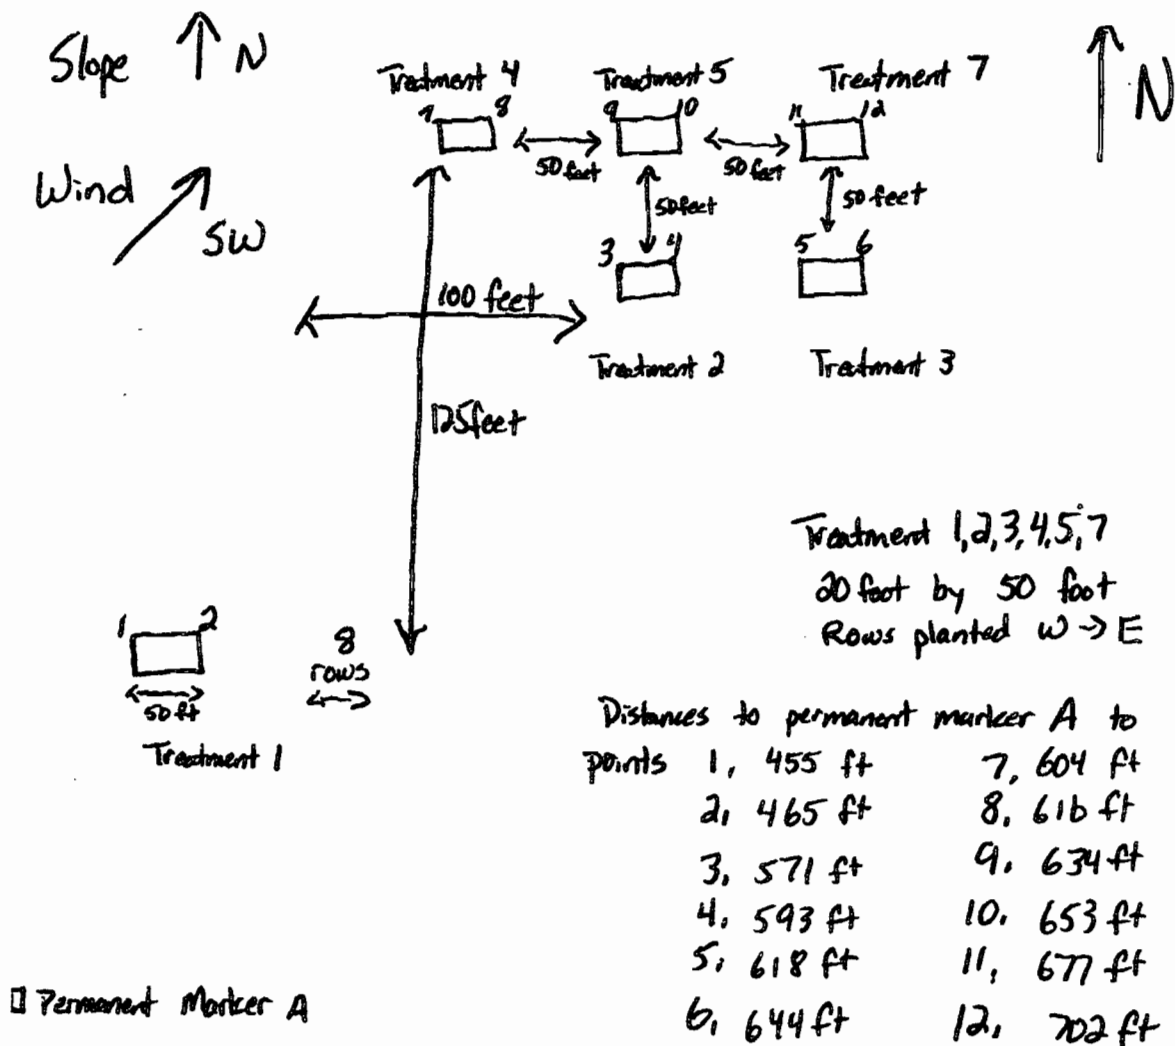 Slope N
N
Treatment 4 Treatment 5 Treatment 7
7 8 9 10 11 12
50 feet 50 feet
Wind
SW
50 feet 50 feet
3 4 5 6
100 feet
Treatment 2 Treatment 3
125 feet
Treatment 1,2,3,4,5,7
20 foot by 50 foot
Rows planted W → E
1 2
8
rows
50 ft
Treatment 1
Distances to permanent marker A to
points 1, 455 ft 7, 604 ft
2, 465 ft 8. 616 ft
3, 571 ft 9. 634 ft
4. 593 ft 10. 653 ft
5, 618 ft 11, 677 ft
6, 644 ft 12, 702 ft
Permanent Marker A